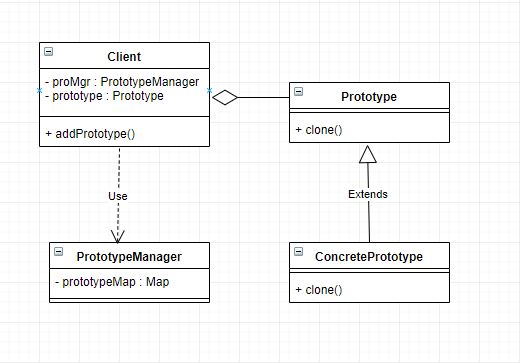 Client
- proMgr : PrototypeManager
- prototype : Prototype
+ addPrototype()
Prototype
+ clone()
Use
Extends
PrototypeManager
- prototypeMap : Map
ConcretePrototype
+ clone()